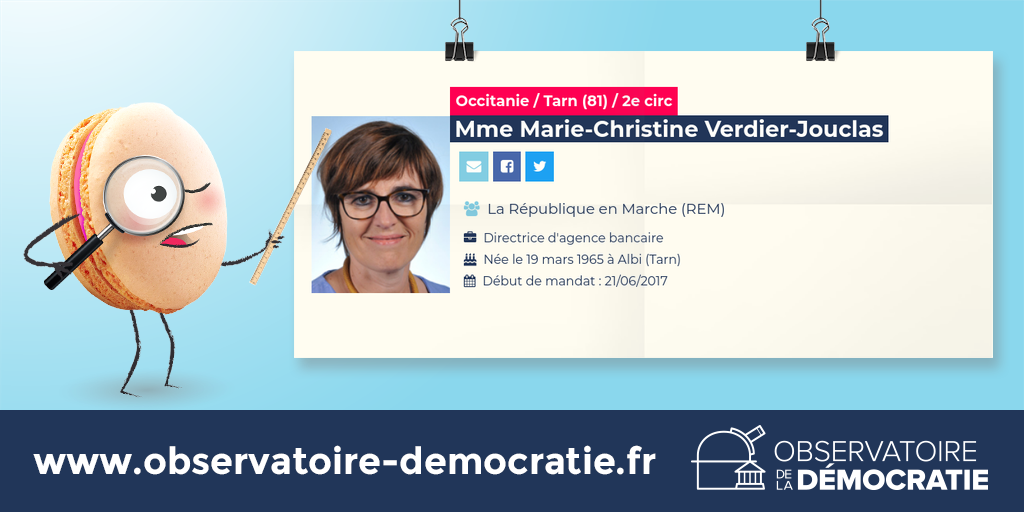 Occitanie / Tarn (81) / 2e circ
Mme Marie-Christine Verdier-Jouclas
La République en Marche (REM)
Directrice d'agence bancaire
Née le 19 mars 1965 à Albi (Tarn)
Début de mandat : 21/06/2017
www.observatoire-democratie.fr
OBSERVATOIRE
DE LA DÉMOCRATIE